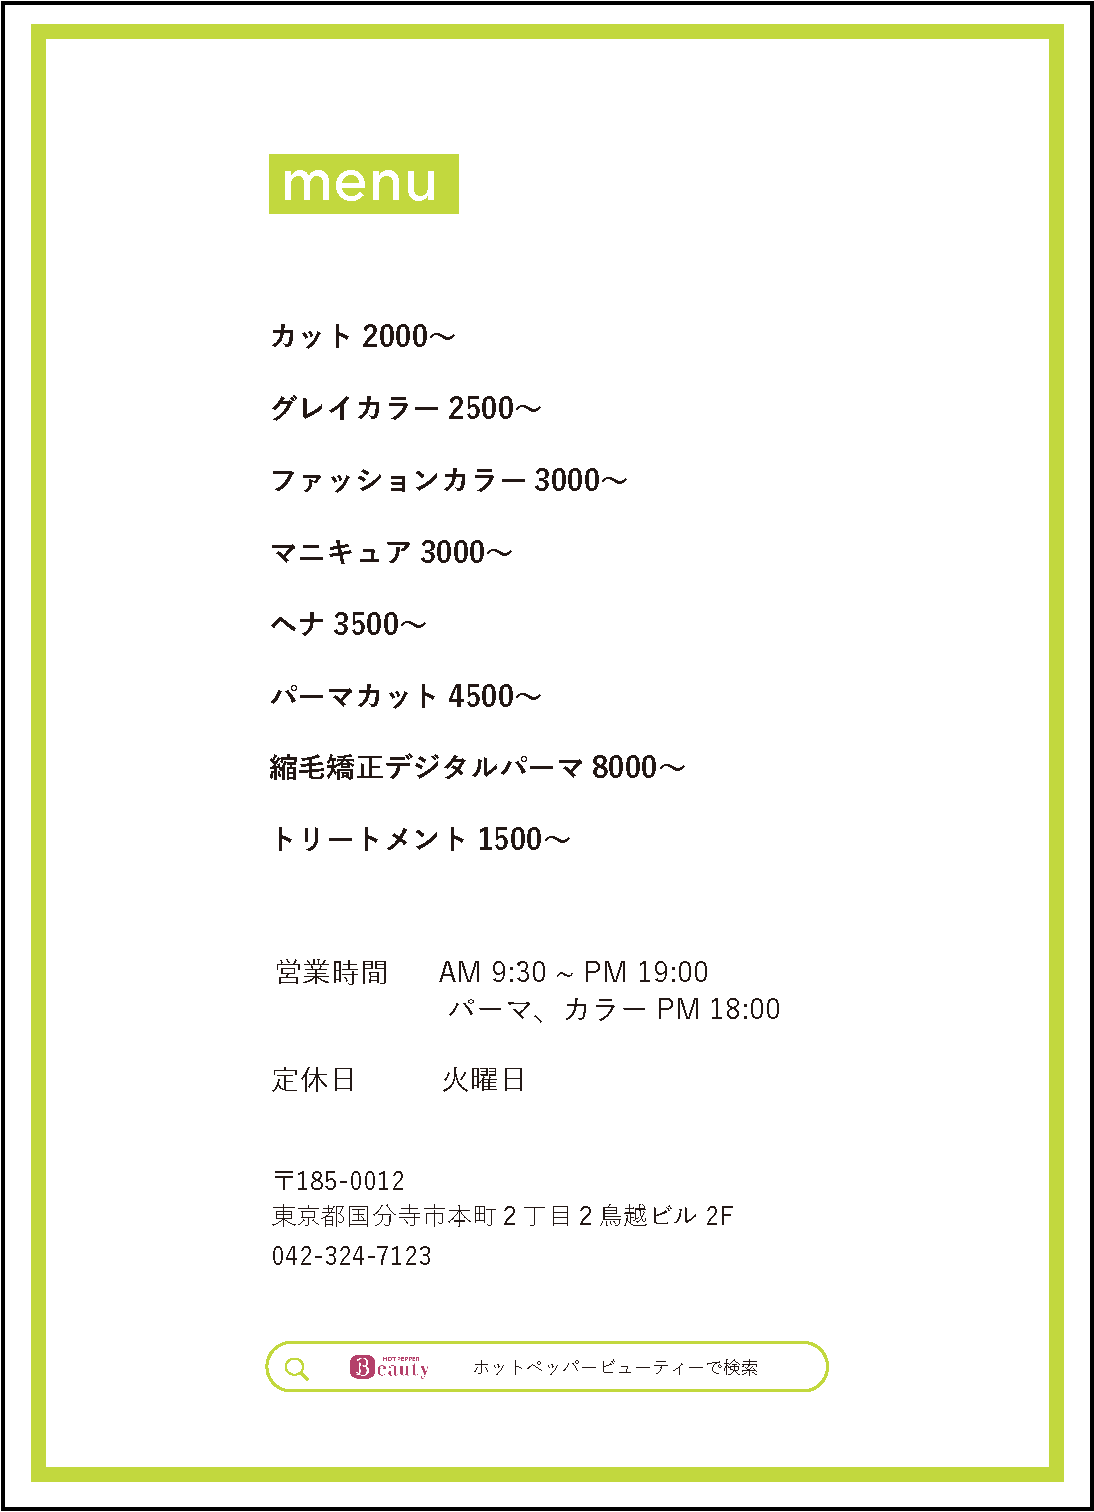 menu
カット 2000〜
グレイカラー 2500〜
ファッションカラー 3000〜
マニキュア 3000〜
ヘナ 3500〜
パーマカット 4500〜
縮毛矯正デジタルパーマ 8000〜
トリートメント 1500〜
営業時間 AM 9:30 ~ PM 19:00
パーマ、カラー PM 18:00
定休日 火曜日
〒185-0012
東京都国分寺市本町２丁目２鳥越ビル 2F
042-324-7123
HOT PEPPER Beauty ホットペッパービューティーで検索